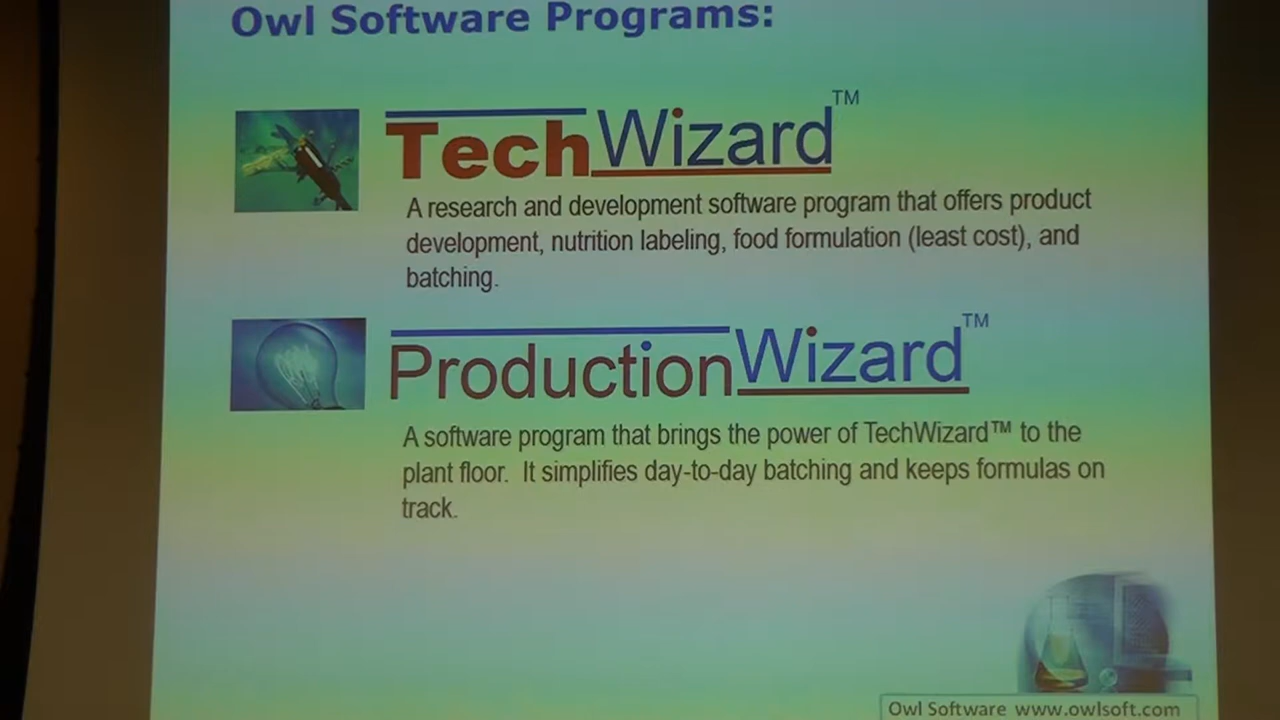 Owl Software Programs:
TechWizard™
A research and development software program that offers product
development, nutrition labeling, food formulation (least cost), and
batching.
ProductionWizard™
A software program that brings the power of TechWizard™ to the
plant floor.  It simplifies day-to-day batching and keeps formulas on
track.
Owl Software www.owlsoft.com